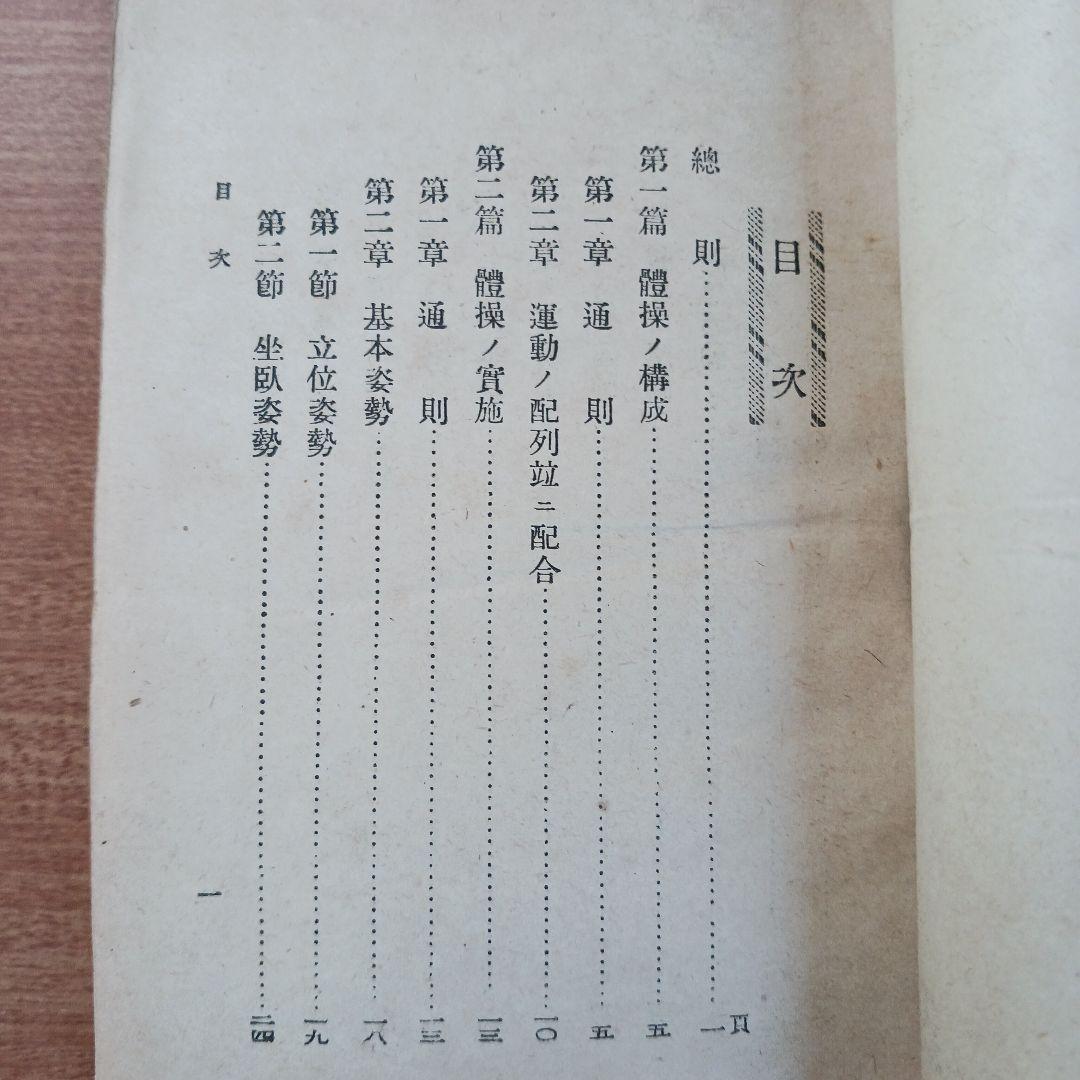 目次
頁
總則……一
第一篇 體操ノ構成……五
第一章 通則……五
第二章 運動ノ配列竝ニ配合……一〇
第二篇 體操ノ實施……一三
第一章 通則……一三
第二章 基本姿勢……一八
第一節 立位姿勢……一九
第二節 坐臥姿勢……二四
目次
一